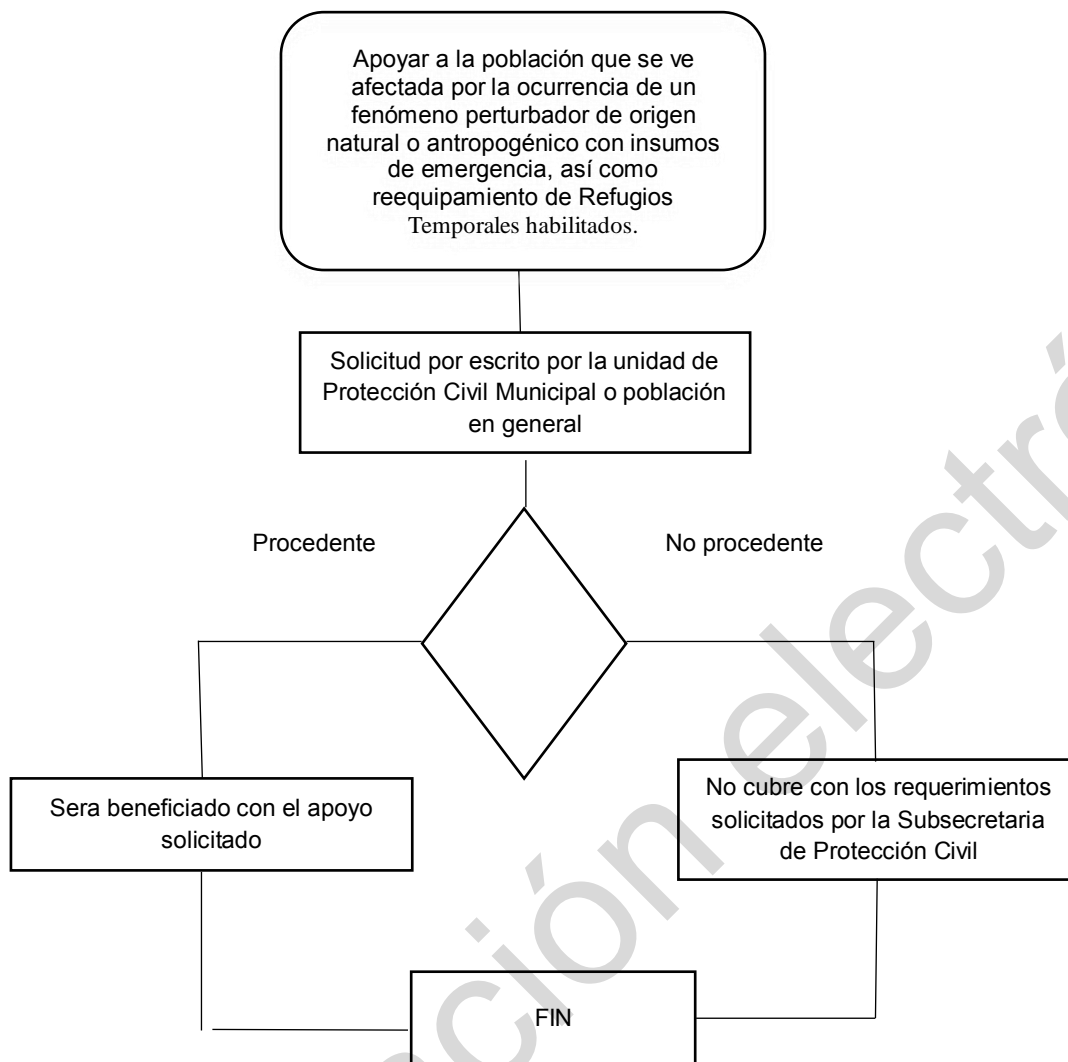 Apoyar a la población que se ve
afectada por la ocurrencia de un
fenómeno perturbador de origen
natural o antropogénico con insumos
de emergencia, así como
reequipamiento de Refugios
Temporales habilitados.
Solicitud por escrito por la unidad de
Protección Civil Municipal o población
en general
Procedente
No procedente
Sera beneficiado con el apoyo
solicitado
No cubre con los requerimientos
solicitados por la Subsecretaria
de Protección Civil
FIN
ción electró